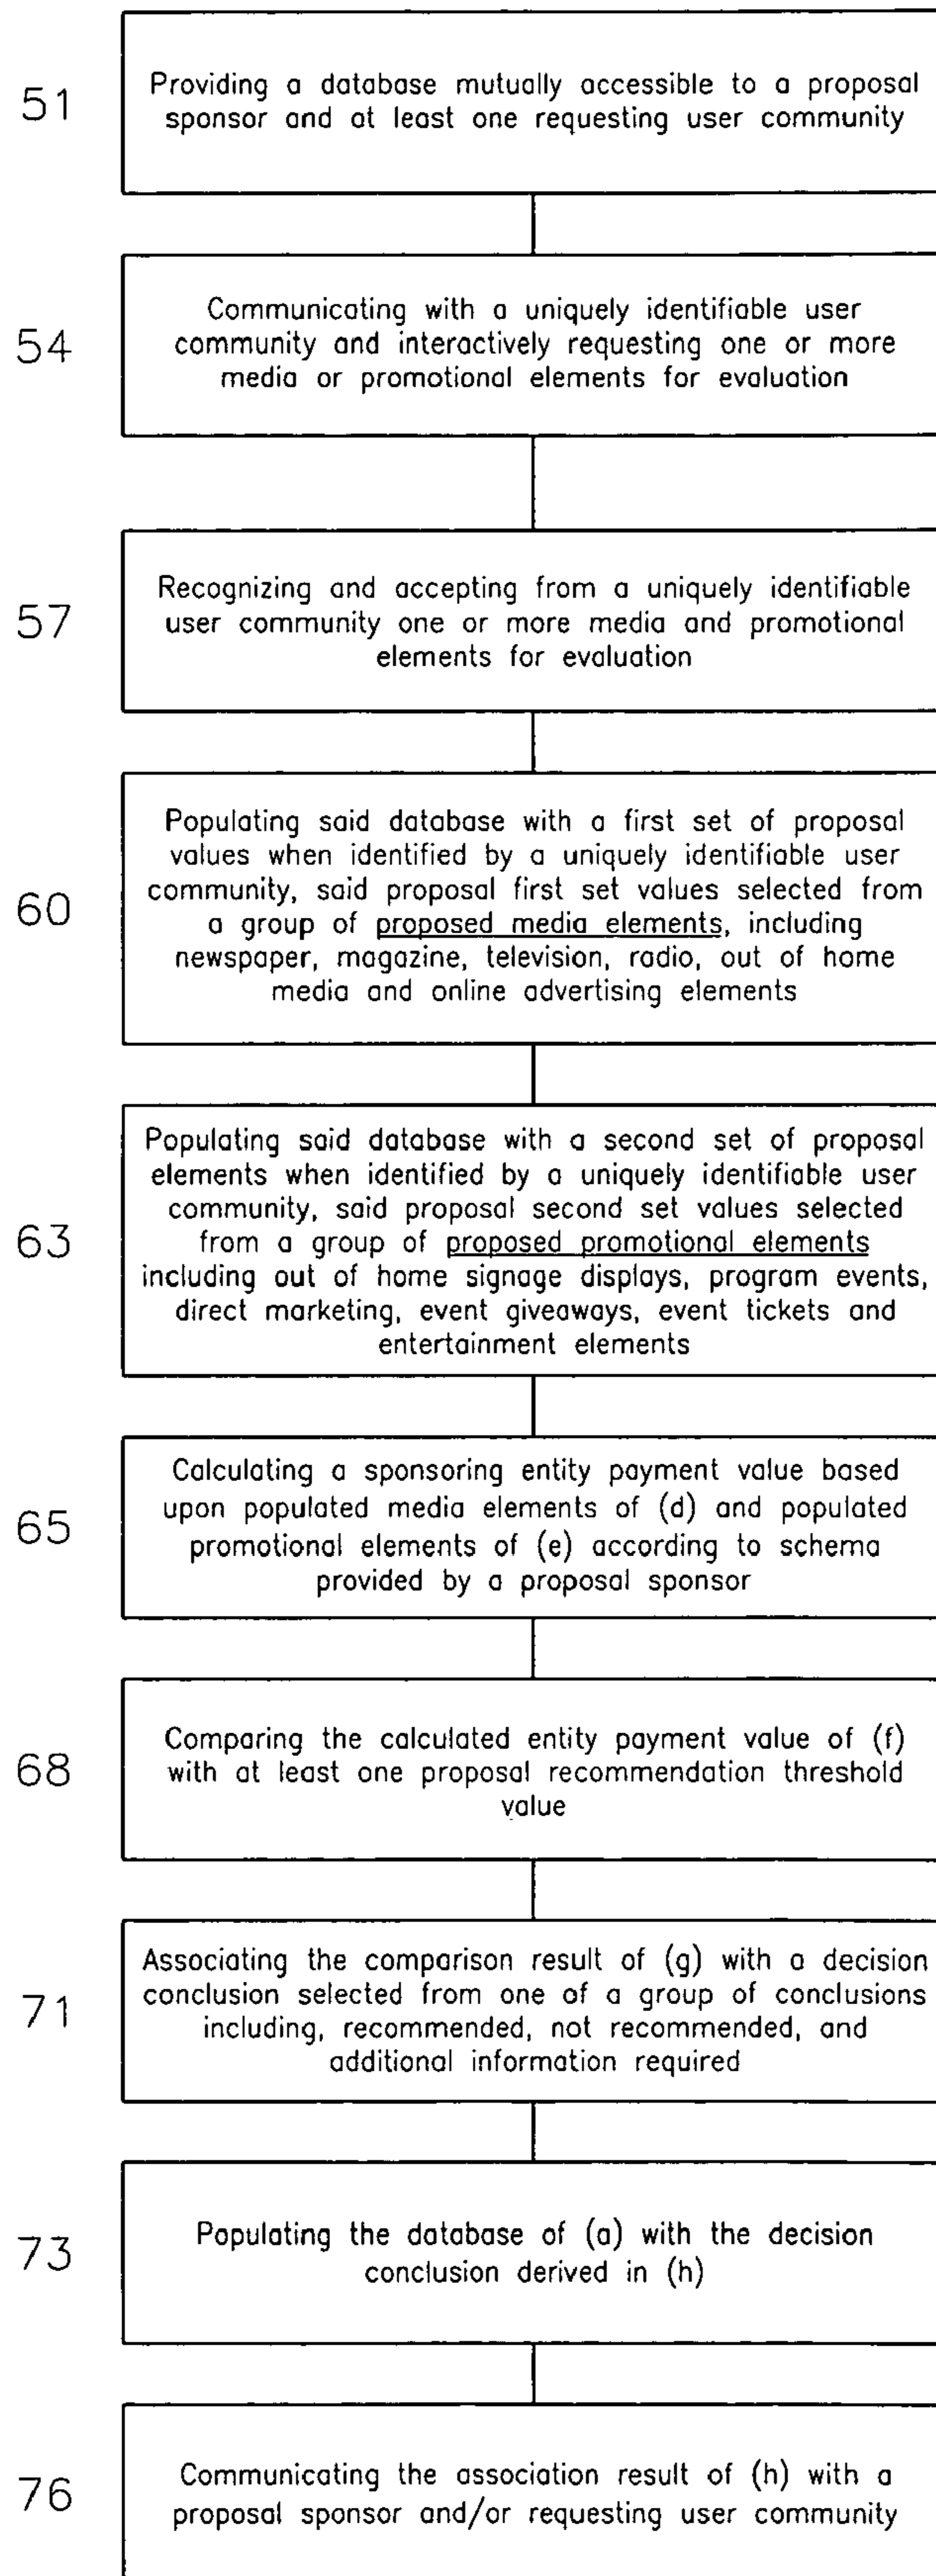 51
Providing a database mutually accessible to a proposal
sponsor and at least one requesting user community
54
Communicating with a uniquely identifiable user
community and interactively requesting one or more
media or promotional elements for evaluation
57
Recognizing and accepting from a uniquely identifiable
user community one or more media and promotional
elements for evaluation
60
Populating said database with a first set of proposal
values when identified by a uniquely identifiable user
community, said proposal first set values selected from
a group of proposed media elements, including
newspaper, magazine, television, radio, out of home
media and online advertising elements
63
Populating said database with a second set of proposal
elements when identified by a uniquely identifiable user
community, said proposal second set values selected
from a group of proposed promotional elements
including out of home signage displays, program events,
direct marketing, event giveaways, event tickets and
entertainment elements
65
Calculating a sponsoring entity payment value based
upon populated media elements of (d) and populated
promotional elements of (e) according to schema
provided by a proposal sponsor
68
Comparing the calculated entity payment value of (f)
with at least one proposal recommendation threshold
value
71
Associating the comparison result of (g) with a decision
conclusion selected from one of a group of conclusions
including, recommended, not recommended, and
additional information required
73
Populating the database of (a) with the decision
conclusion derived in (h)
76
Communicating the association result of (h) with a
proposal sponsor and/or requesting user community